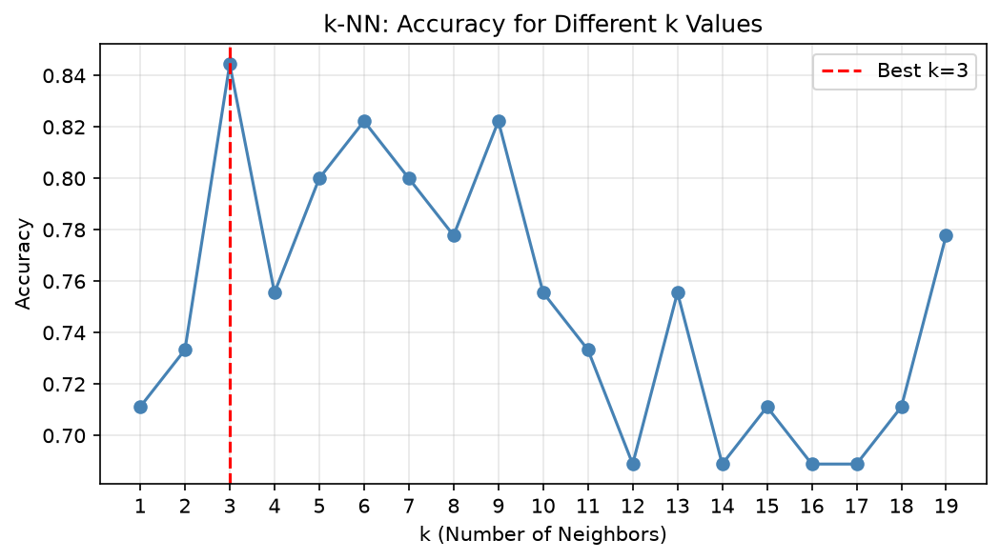 k-NN: Accuracy for Different k Values
Best k=3
Accuracy
0.84
0.82
0.80
0.78
0.76
0.74
0.72
0.70
1 2 3 4 5 6 7 8 9 10 11 12 13 14 15 16 17 18 19
k (Number of Neighbors)